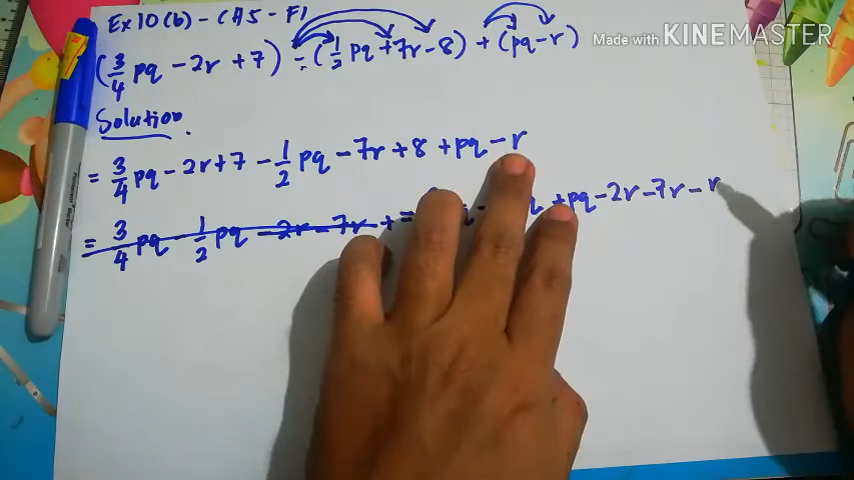 Ex 10 (b) - CH5 - F1
(3/4 pq - 2r + 7) - (1/2 pq + 7r - 8) + (pq - r)
Made with KINEMASTER
Solution.
= 3/4 pq - 2r + 7 - 1/2 pq - 7r + 8 + pq - r
= 3/4 pq - 1/2 pq - 2r - 7r + = + pq - 2r - 7r - r